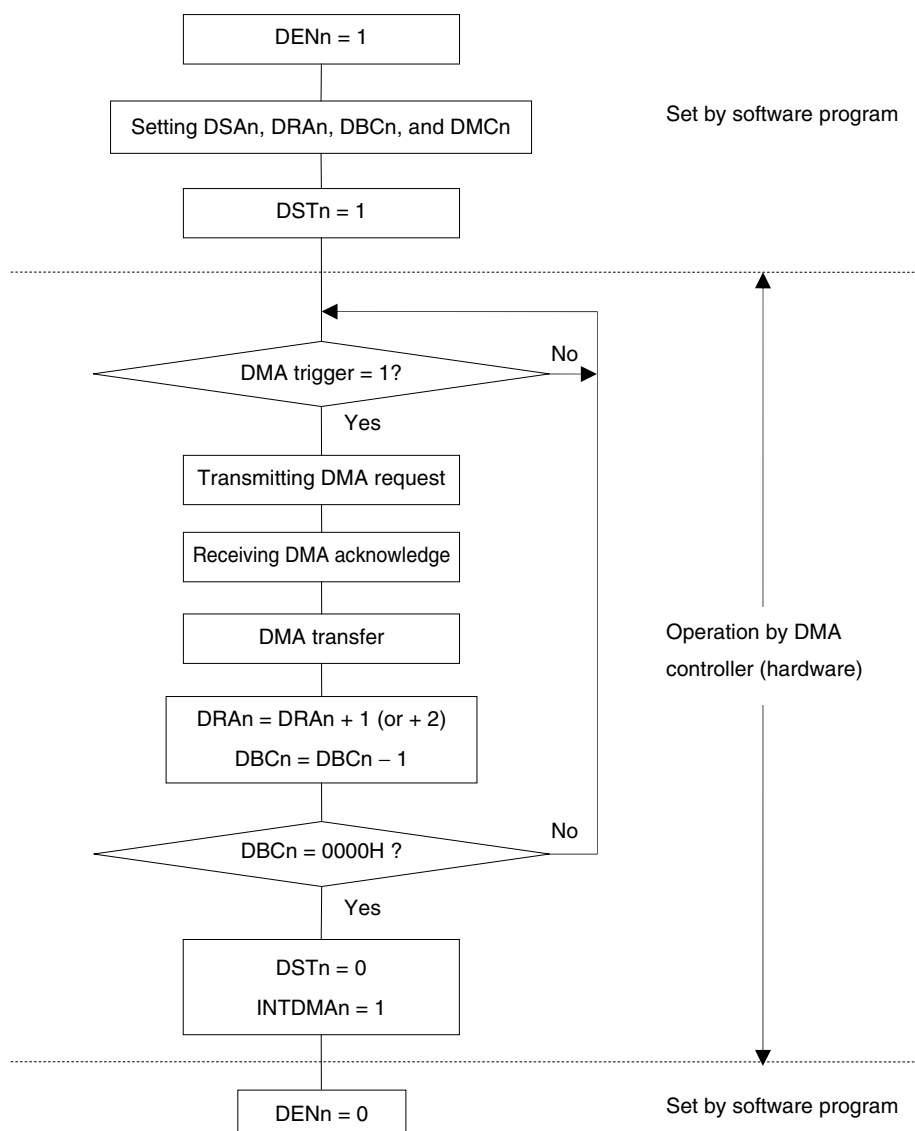 DENn = 1
Setting DSAn, DRAn, DBCn, and DMCn
Set by software program
DSTn = 1
DMA trigger = 1?
No
Yes
Transmitting DMA request
Receiving DMA acknowledge
DMA transfer
Operation by DMA
controller (hardware)
DRAn = DRAn + 1 (or + 2)
DBCn = DBCn − 1
DBCn = 0000H ?
No
Yes
DSTn = 0
INTDMAn = 1
DENn = 0
Set by software program